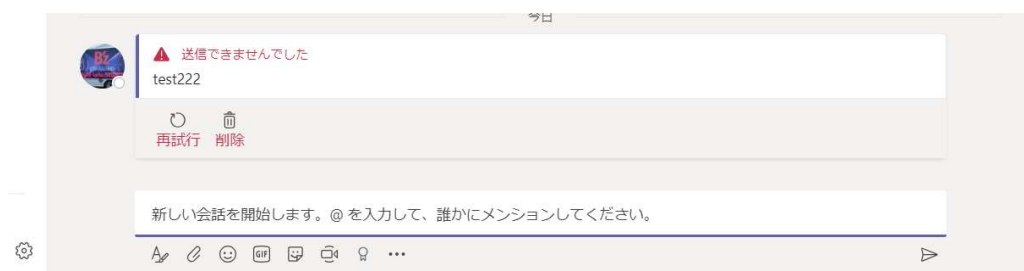 今日
B'z
送信できませんでした
test222
再試行 削除
新しい会話を開始します。@ を入力して、誰かにメンションしてください。
GIF